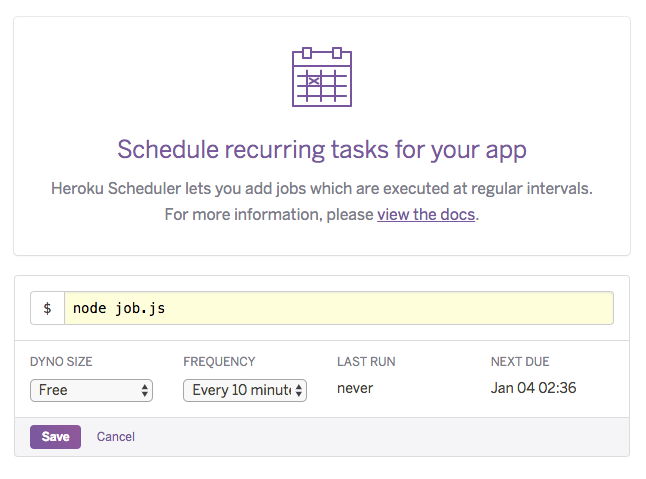 Schedule recurring tasks for your app
Heroku Scheduler lets you add jobs which are executed at regular intervals.
For more information, please view the docs.
$ node job.js
DYNO SIZE FREQUENCY LAST RUN NEXT DUE
Free Every 10 minut never Jan 04 02:36
Save Cancel